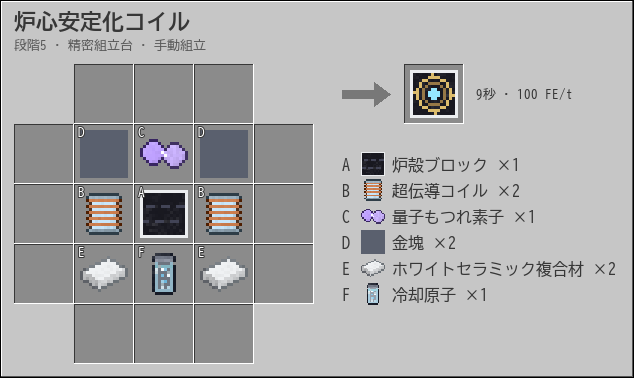 炉心安定化コイル
段階5 · 精密組立台 · 手動組立
9秒 · 100 FE/t
D C D
B A B
E F E
A 炉殻ブロック ×1
B 超伝導コイル ×2
C 量子もつれ素子 ×1
D 金塊 ×2
E ホワイトセラミック複合材 ×2
F 冷却原子 ×1